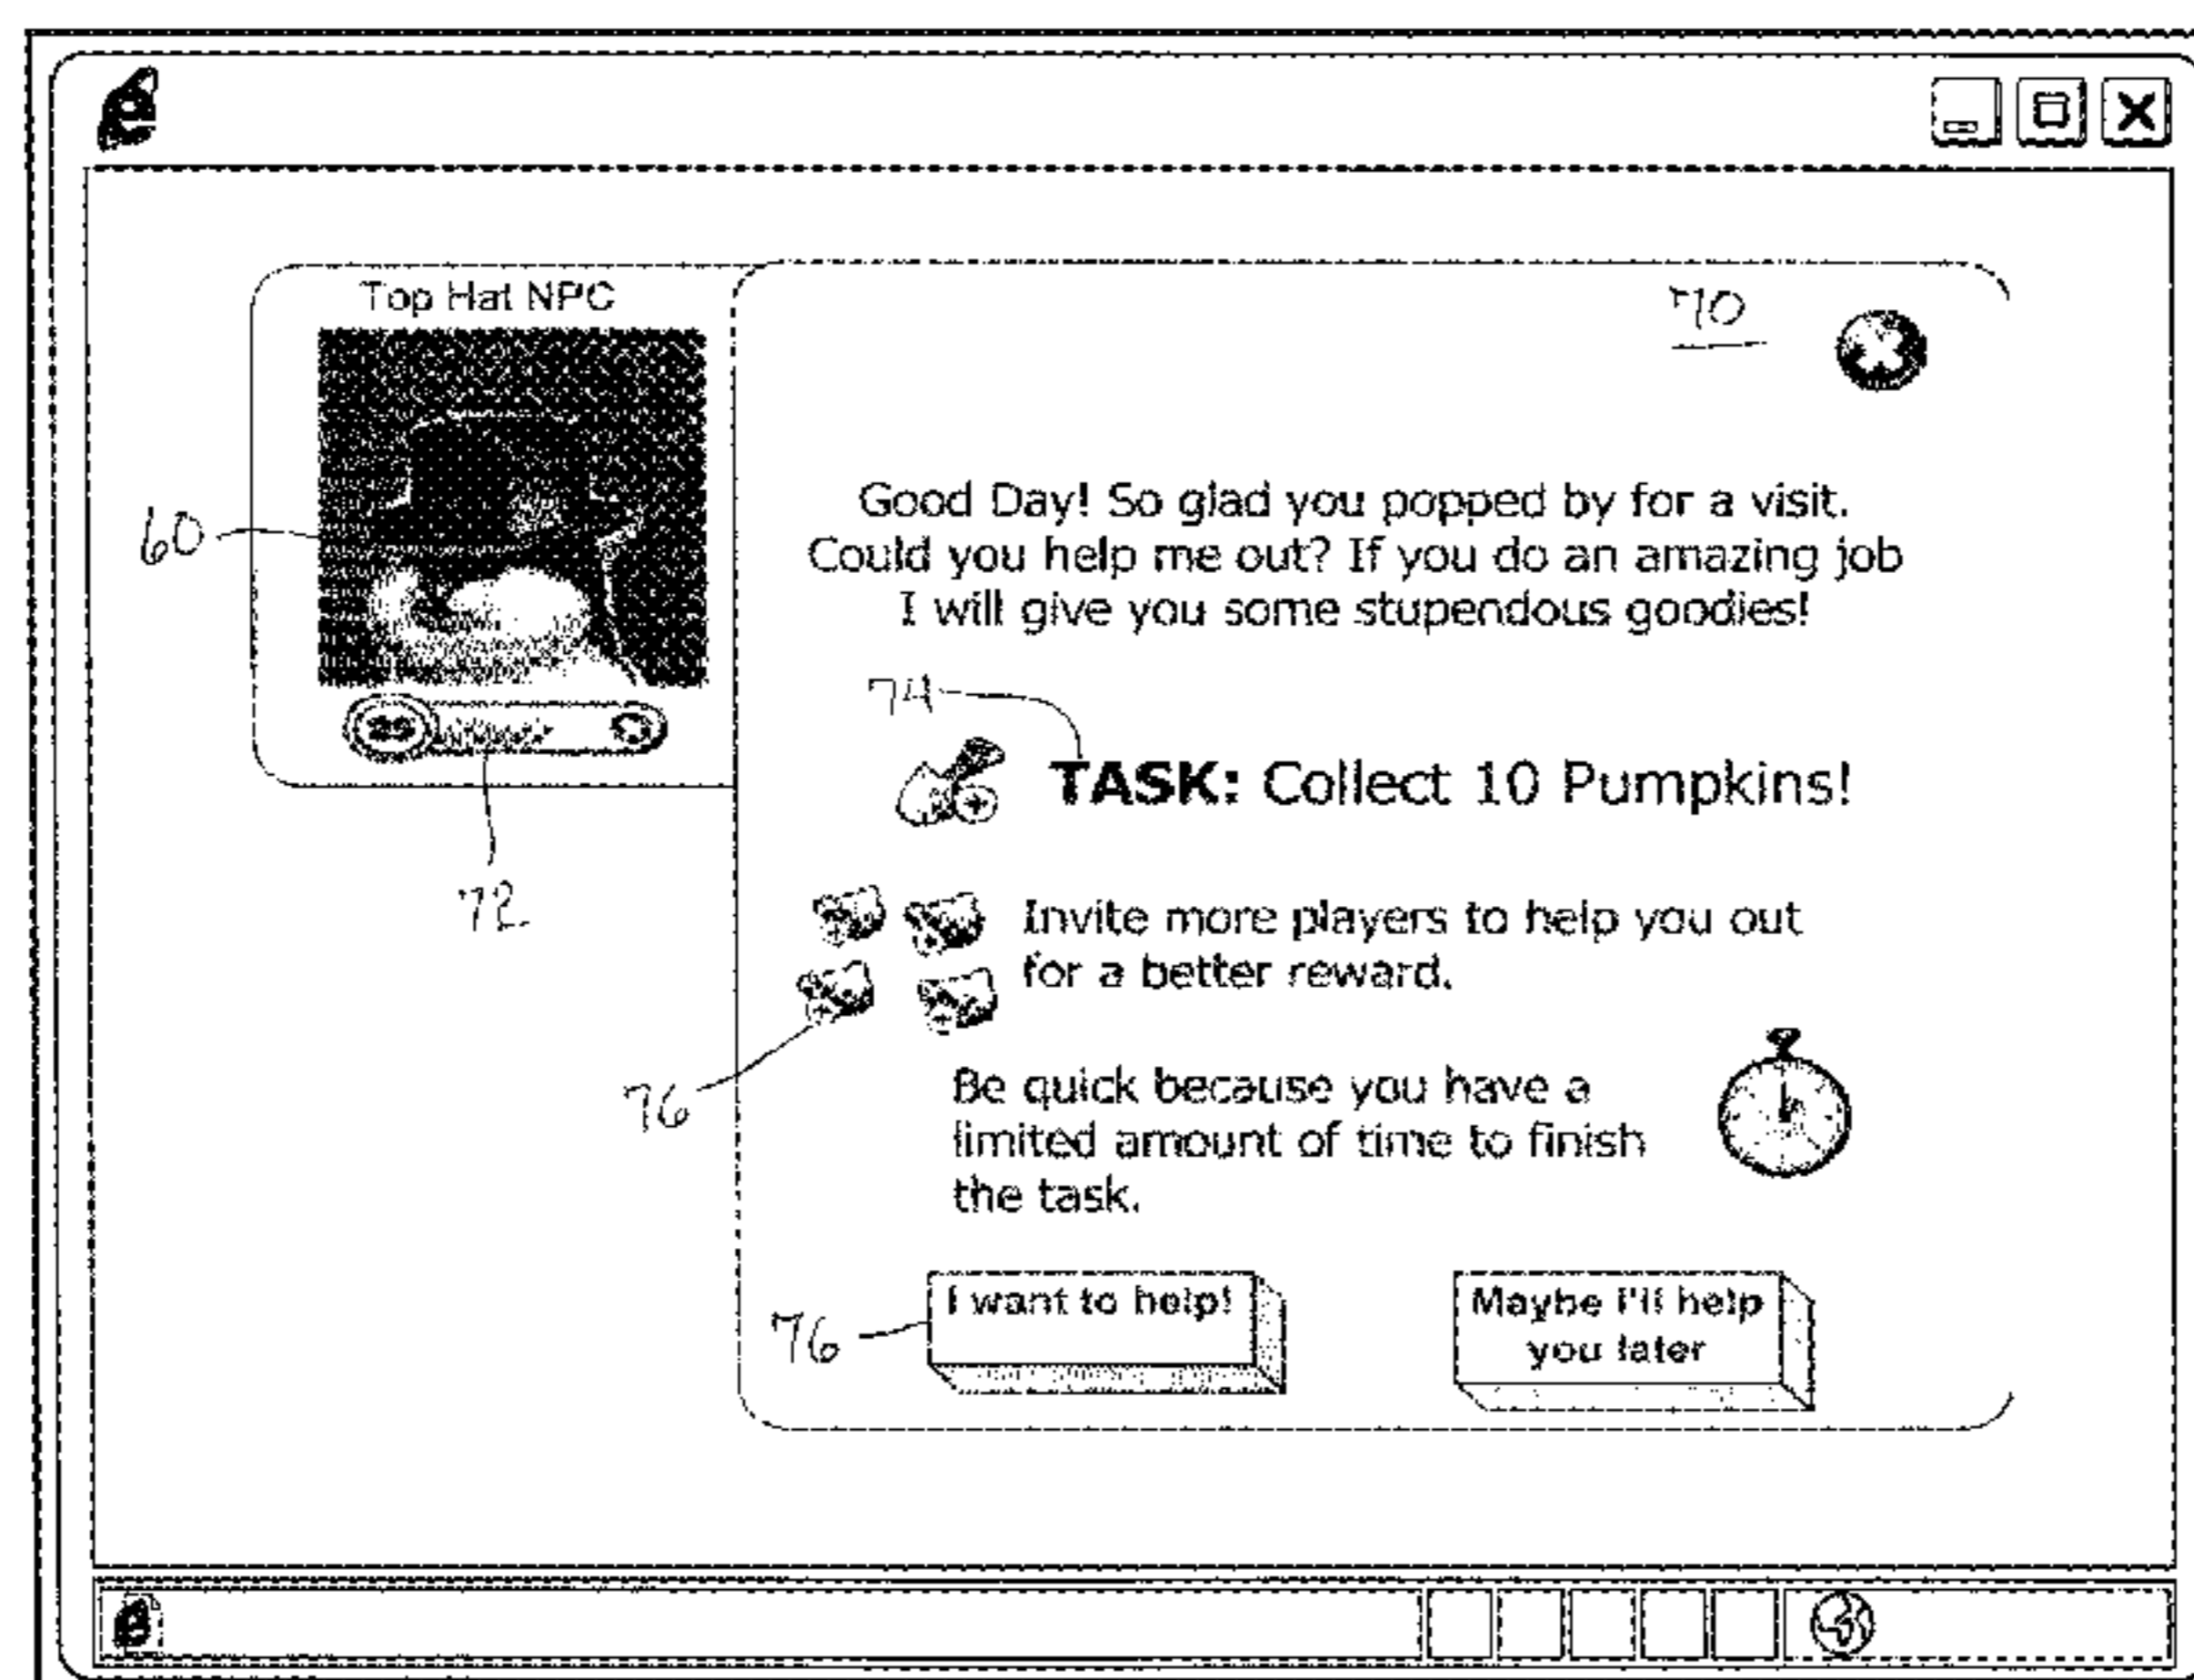 Top Hat NPC
70
60
Good Day! So glad you popped by for a visit.
Could you help me out? If you do an amazing job
I will give you some stupendous goodies!
74
TASK: Collect 10 Pumpkins!
72
Invite more players to help you out
for a better reward.
76
Be quick because you have a
limited amount of time to finish
the task.
76
I want to help!
Maybe I'll help
you later